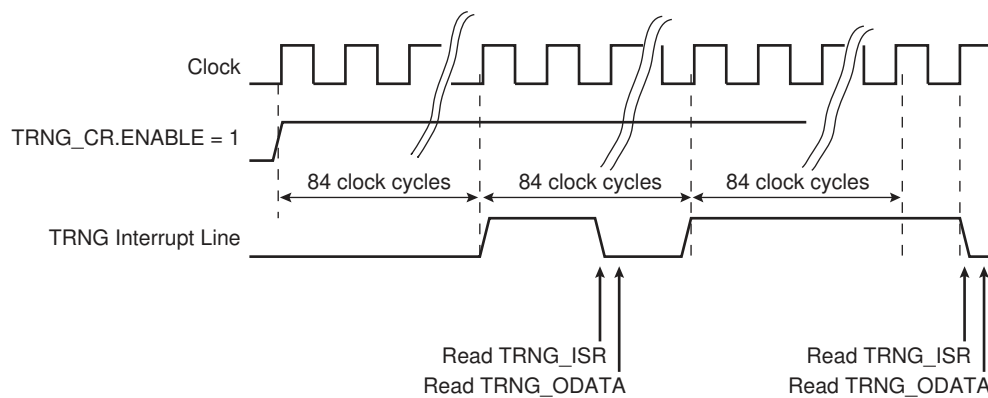 Clock
TRNG_CR.ENABLE = 1
84 clock cycles 84 clock cycles 84 clock cycles
TRNG Interrupt Line
Read TRNG_ISR Read TRNG_ISR
Read TRNG_ODATA Read TRNG_ODATA